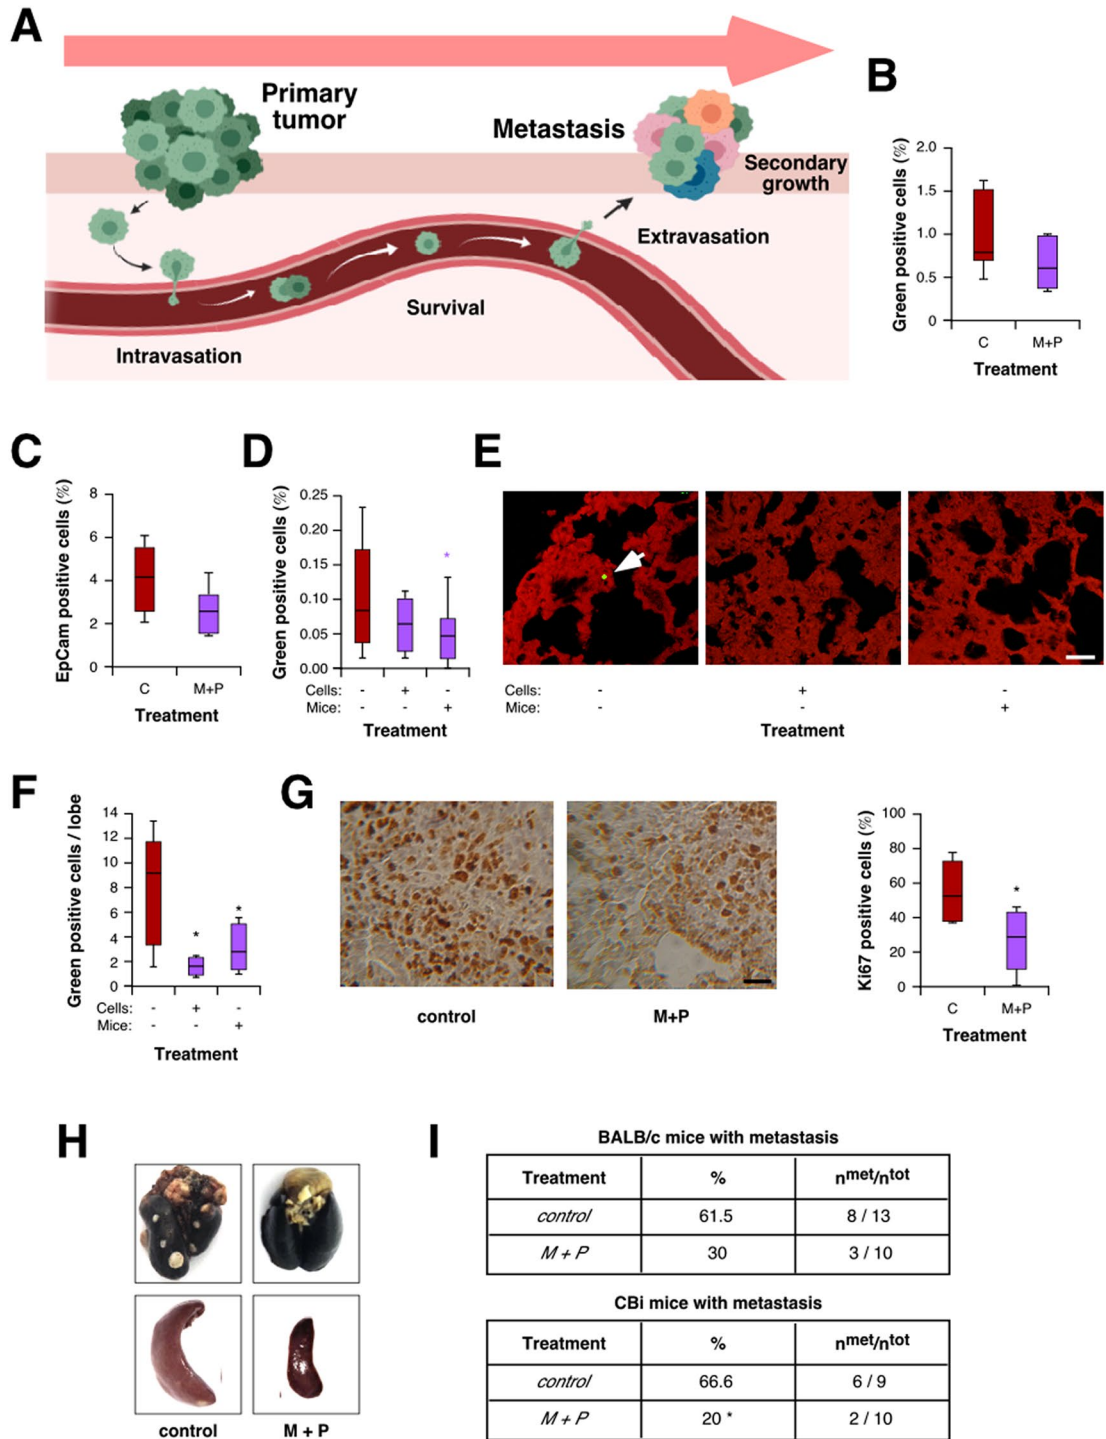 A
Primary
tumor
Metastasis
Secondary
growth
Extravasation
Survival
Intravasation
B
Green positive cells (%)
2.0
1.5
1.0
0.5
0
C M+P
Treatment
C
EpCam positive cells (%)
8
6
4
2
0
C M+P
Treatment
D
Green positive cells (%)
0.25
0.20
0.15
0.10
0.05
0.00
*
Cells: - + -
Mice: - - +
Treatment
E
Cells: - + -
Mice: - - +
Treatment
F
Green positive cells / lobe
14
12
10
8
6
4
2
0
* *
Cells: - + -
Mice: - - +
Treatment
G
control M+P
Ki67 positive cells (%)
100
80
60
40
20
0
*
C M+P
Treatment
H
control M + P
I
BALB/c mice with metastasis
Treatment % nmet/ntot
control 61.5 8 / 13
M + P 30 3 / 10
CBi mice with metastasis
Treatment % nmet/ntot
control 66.6 6 / 9
M + P 20 * 2 / 10